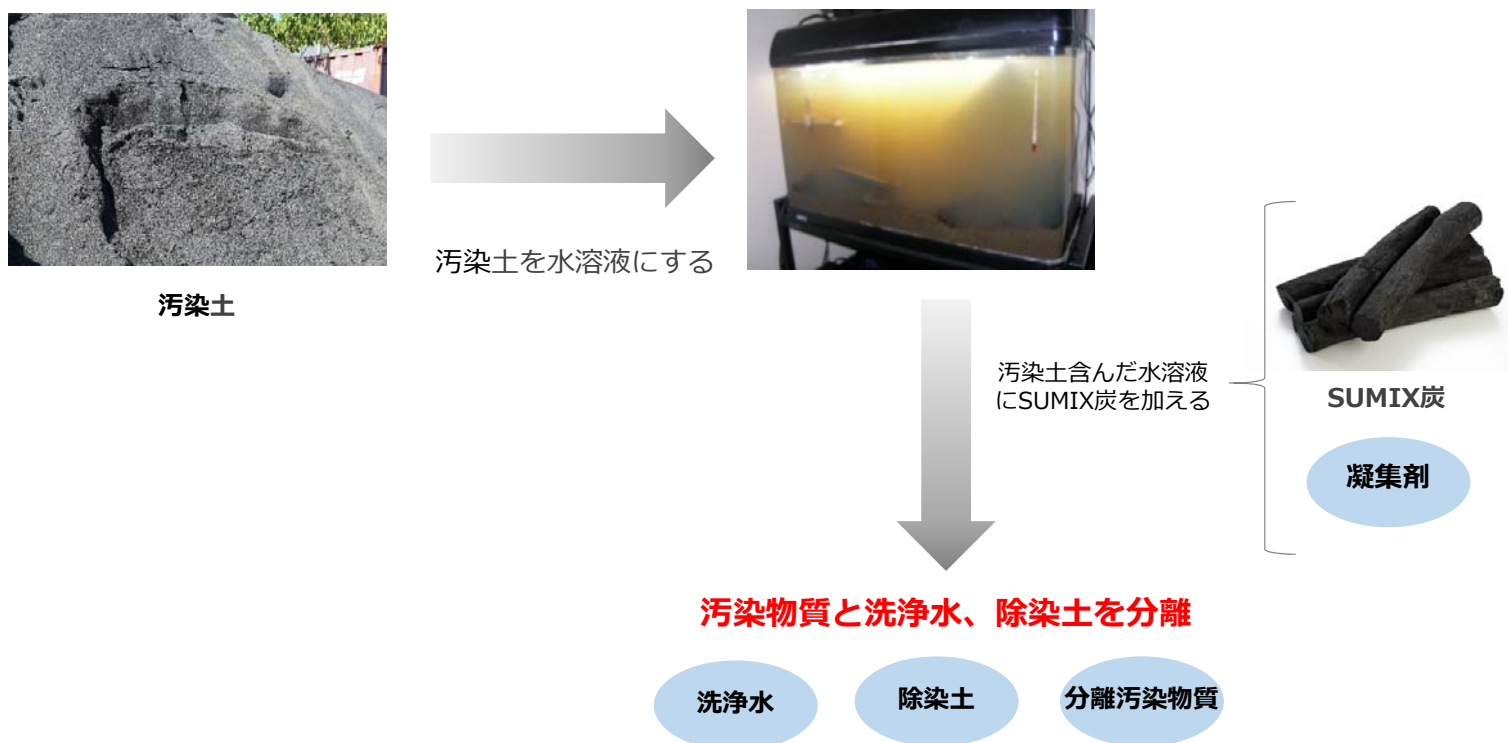 汚染土
汚染土を水溶液にする
汚染土含んだ水溶液
にSUMIX炭を加える
SUMIX炭
凝集剤
汚染物質と洗浄水、除染土を分離
洗浄水
除染土
分離汚染物質